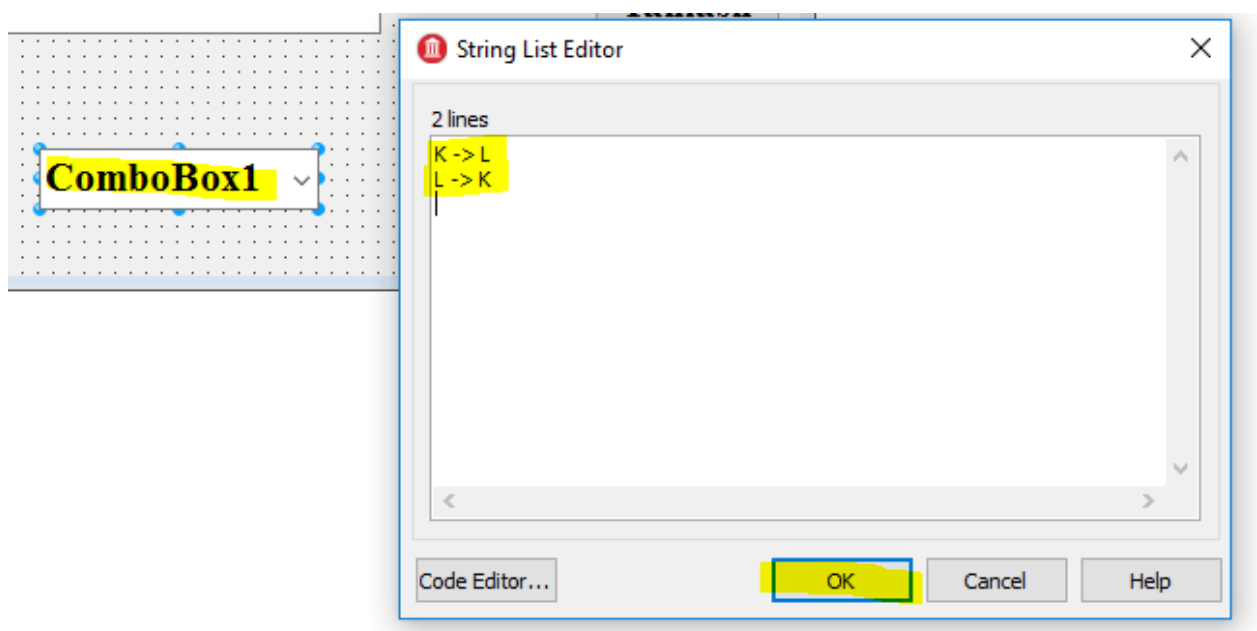 String List Editor
2 lines
K -> L
L -> K
ComboBox1
Code Editor...
OK
Cancel
Help